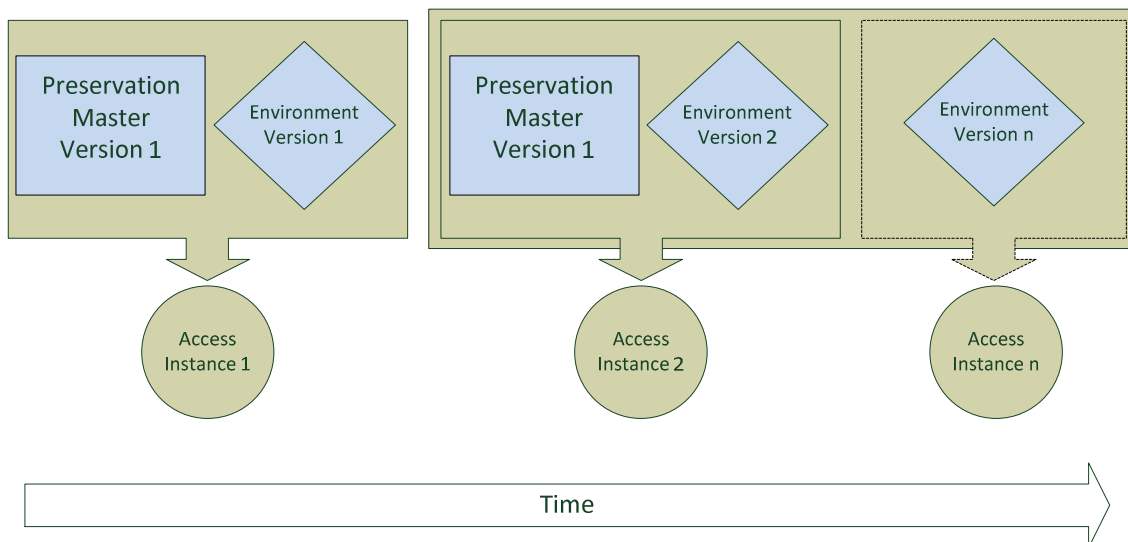 Preservation
Master
Version 1
Environment
Version 1
Preservation
Master
Version 1
Environment
Version 2
Environment
Version n
Access
Instance 1
Access
Instance 2
Access
Instance n
Time